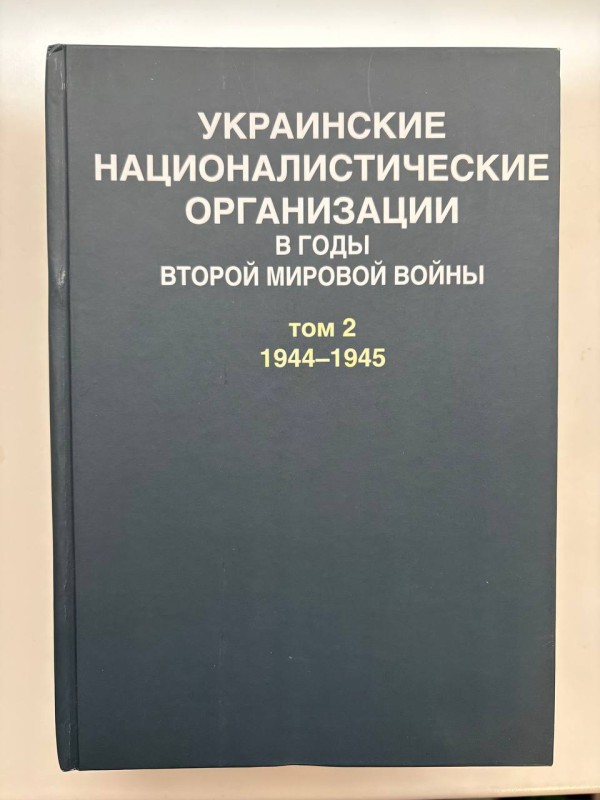 УКРАИНСКИЕ
НАЦИОНАЛИСТИЧЕСКИЕ
ОРГАНИЗАЦИИ
В ГОДЫ
ВТОРОЙ МИРОВОЙ ВОЙНЫ
том 2
1944–1945